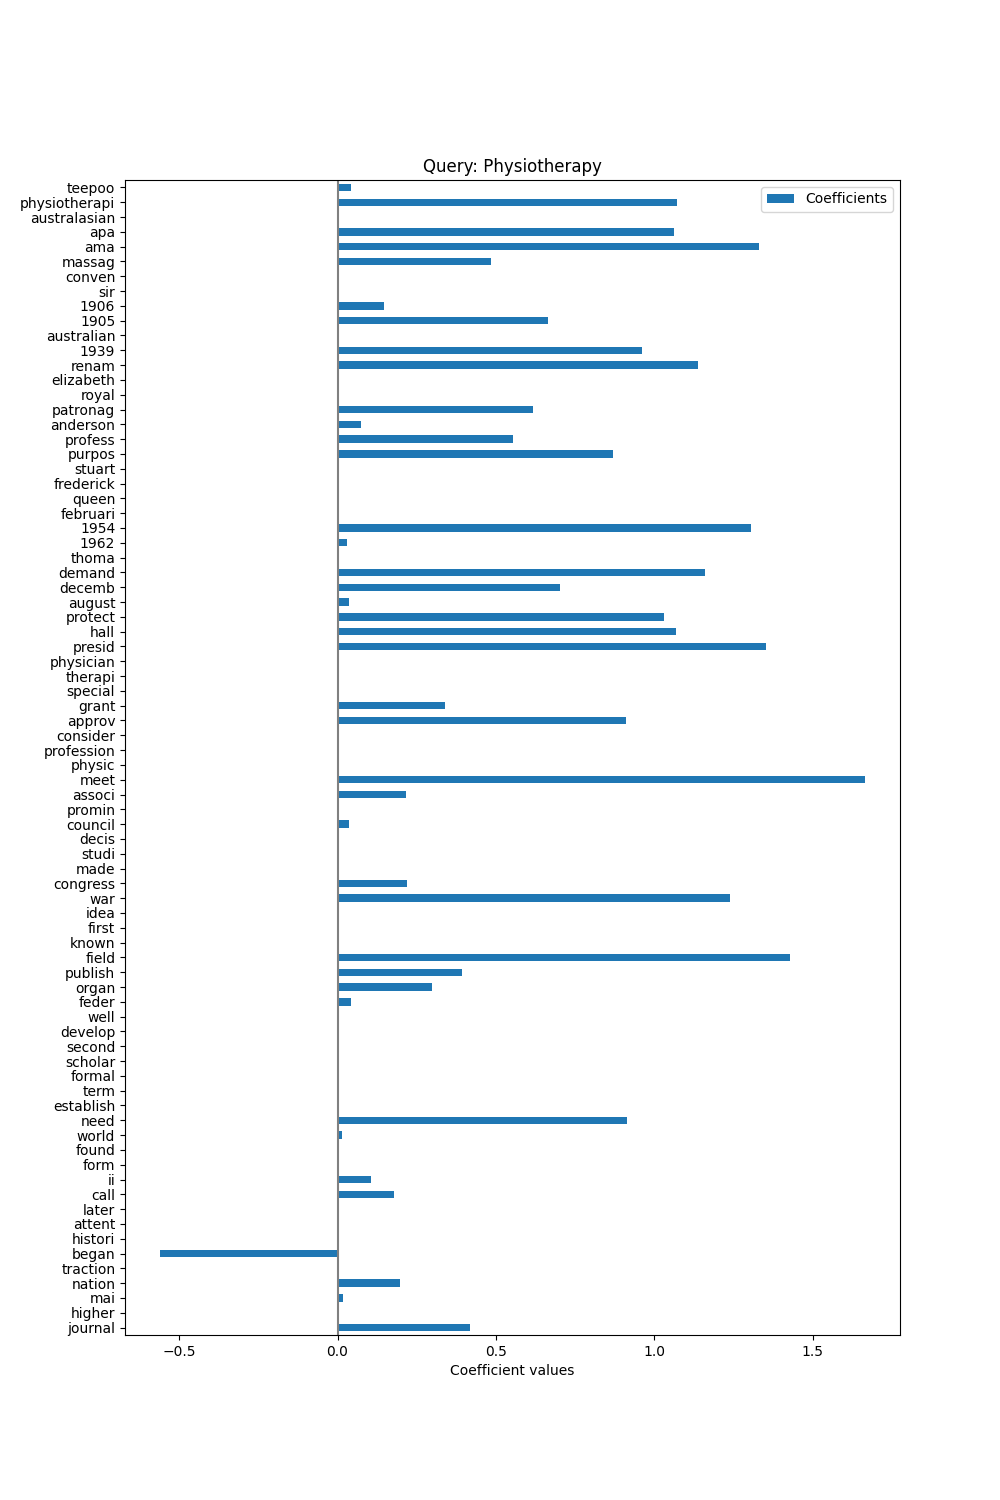 Query: Physiotherapy
Coefficients
teepoo
physiotherapi
australasian
apa
ama
massag
conven
sir
1906
1905
australian
1939
renam
elizabeth
royal
patronag
anderson
profess
purpos
stuart
frederick
queen
februari
1954
1962
thoma
demand
decemb
august
protect
hall
presid
physician
therapi
special
grant
approv
consider
profession
physic
meet
associ
promin
council
decis
studi
made
congress
war
idea
first
known
field
publish
organ
feder
well
develop
second
scholar
formal
term
establish
need
world
found
form
ii
call
later
attent
histori
began
traction
nation
mai
higher
journal
−0.5 0.0 0.5 1.0 1.5
Coefficient values